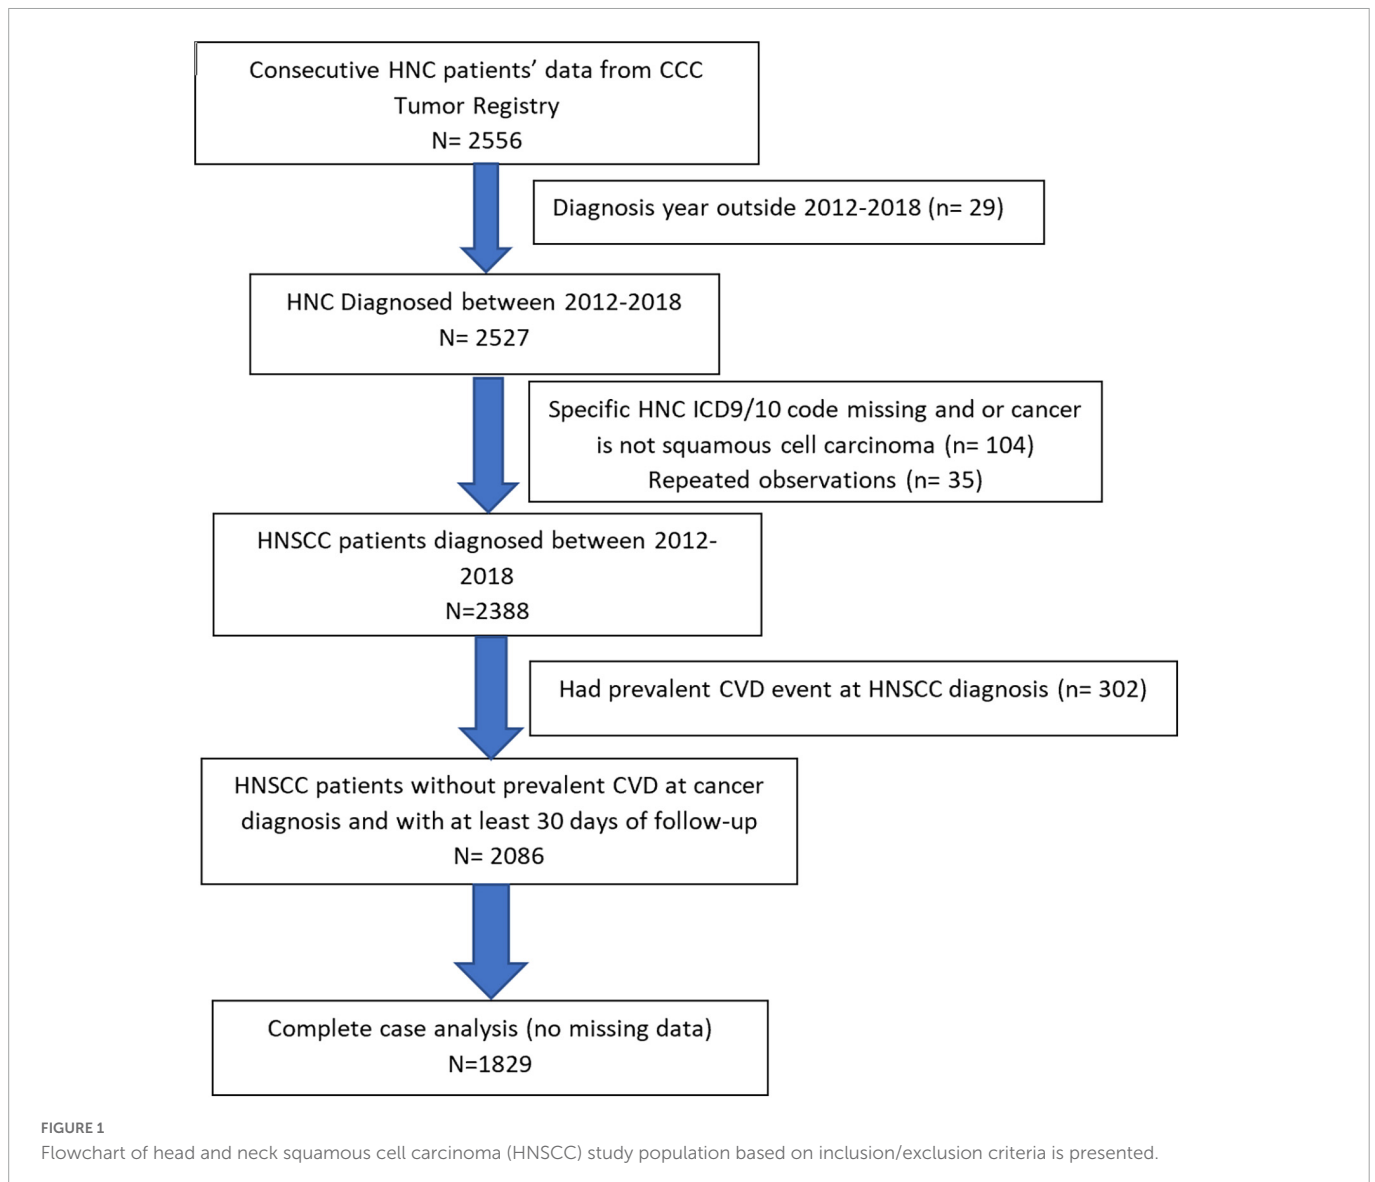 Consecutive HNC patients’ data from CCC
Tumor Registry
N= 2556
Diagnosis year outside 2012-2018 (n= 29)
HNC Diagnosed between 2012-2018
N= 2527
Specific HNC ICD9/10 code missing and or cancer
is not squamous cell carcinoma (n= 104)
Repeated observations (n= 35)
HNSCC patients diagnosed between 2012-
2018
N=2388
Had prevalent CVD event at HNSCC diagnosis (n= 302)
HNSCC patients without prevalent CVD at cancer
diagnosis and with at least 30 days of follow-up
N= 2086
Complete case analysis (no missing data)
N=1829
FIGURE 1
Flowchart of head and neck squamous cell carcinoma (HNSCC) study population based on inclusion/exclusion criteria is presented.